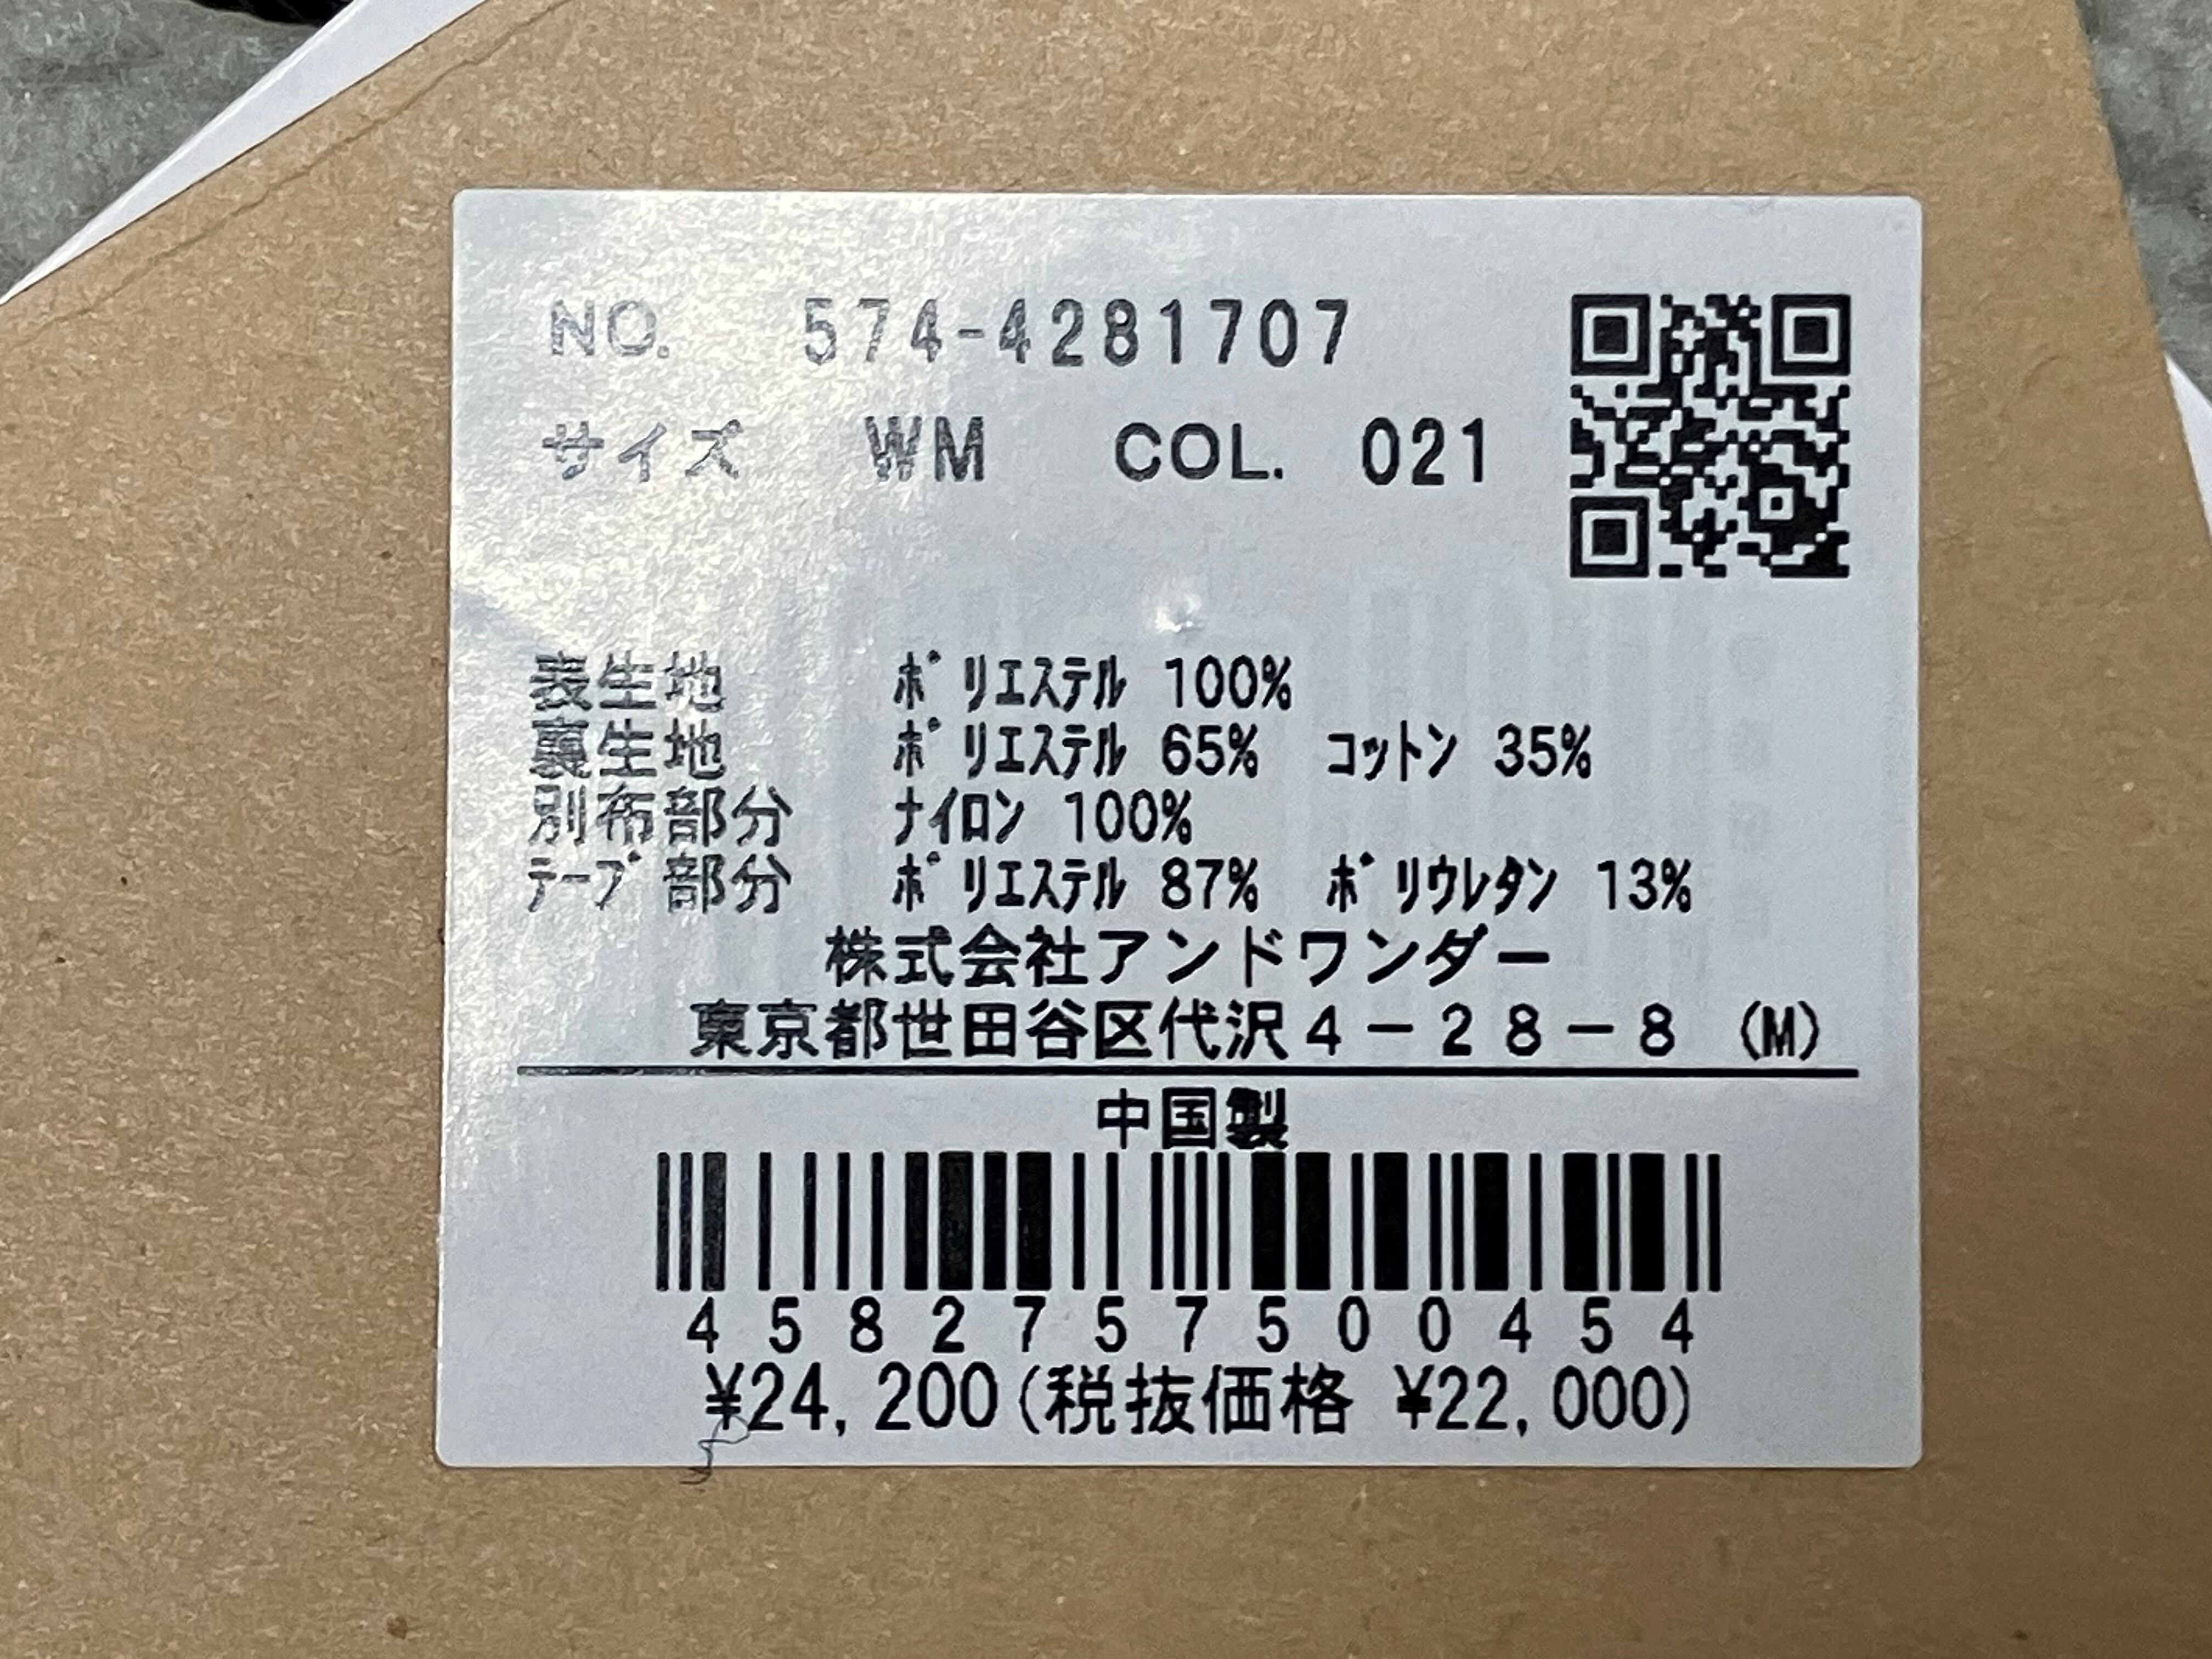 NO. 574-4281707
サイズ WM COL. 021
表生地 ﾎﾟﾘｴｽﾃﾙ 100%
裏生地 ﾎﾟﾘｴｽﾃﾙ 65% ｺｯﾄﾝ 35%
別布部分 ﾅｲﾛﾝ 100%
ﾃｰﾌﾟ部分 ﾎﾟﾘｴｽﾃﾙ 87% ﾎﾟﾘｳﾚﾀﾝ 13%
株式会社アンドワンダー
東京都世田谷区代沢4－28－8 (M)
中国製
4582757500454
¥24,200(税抜価格 ¥22,000)